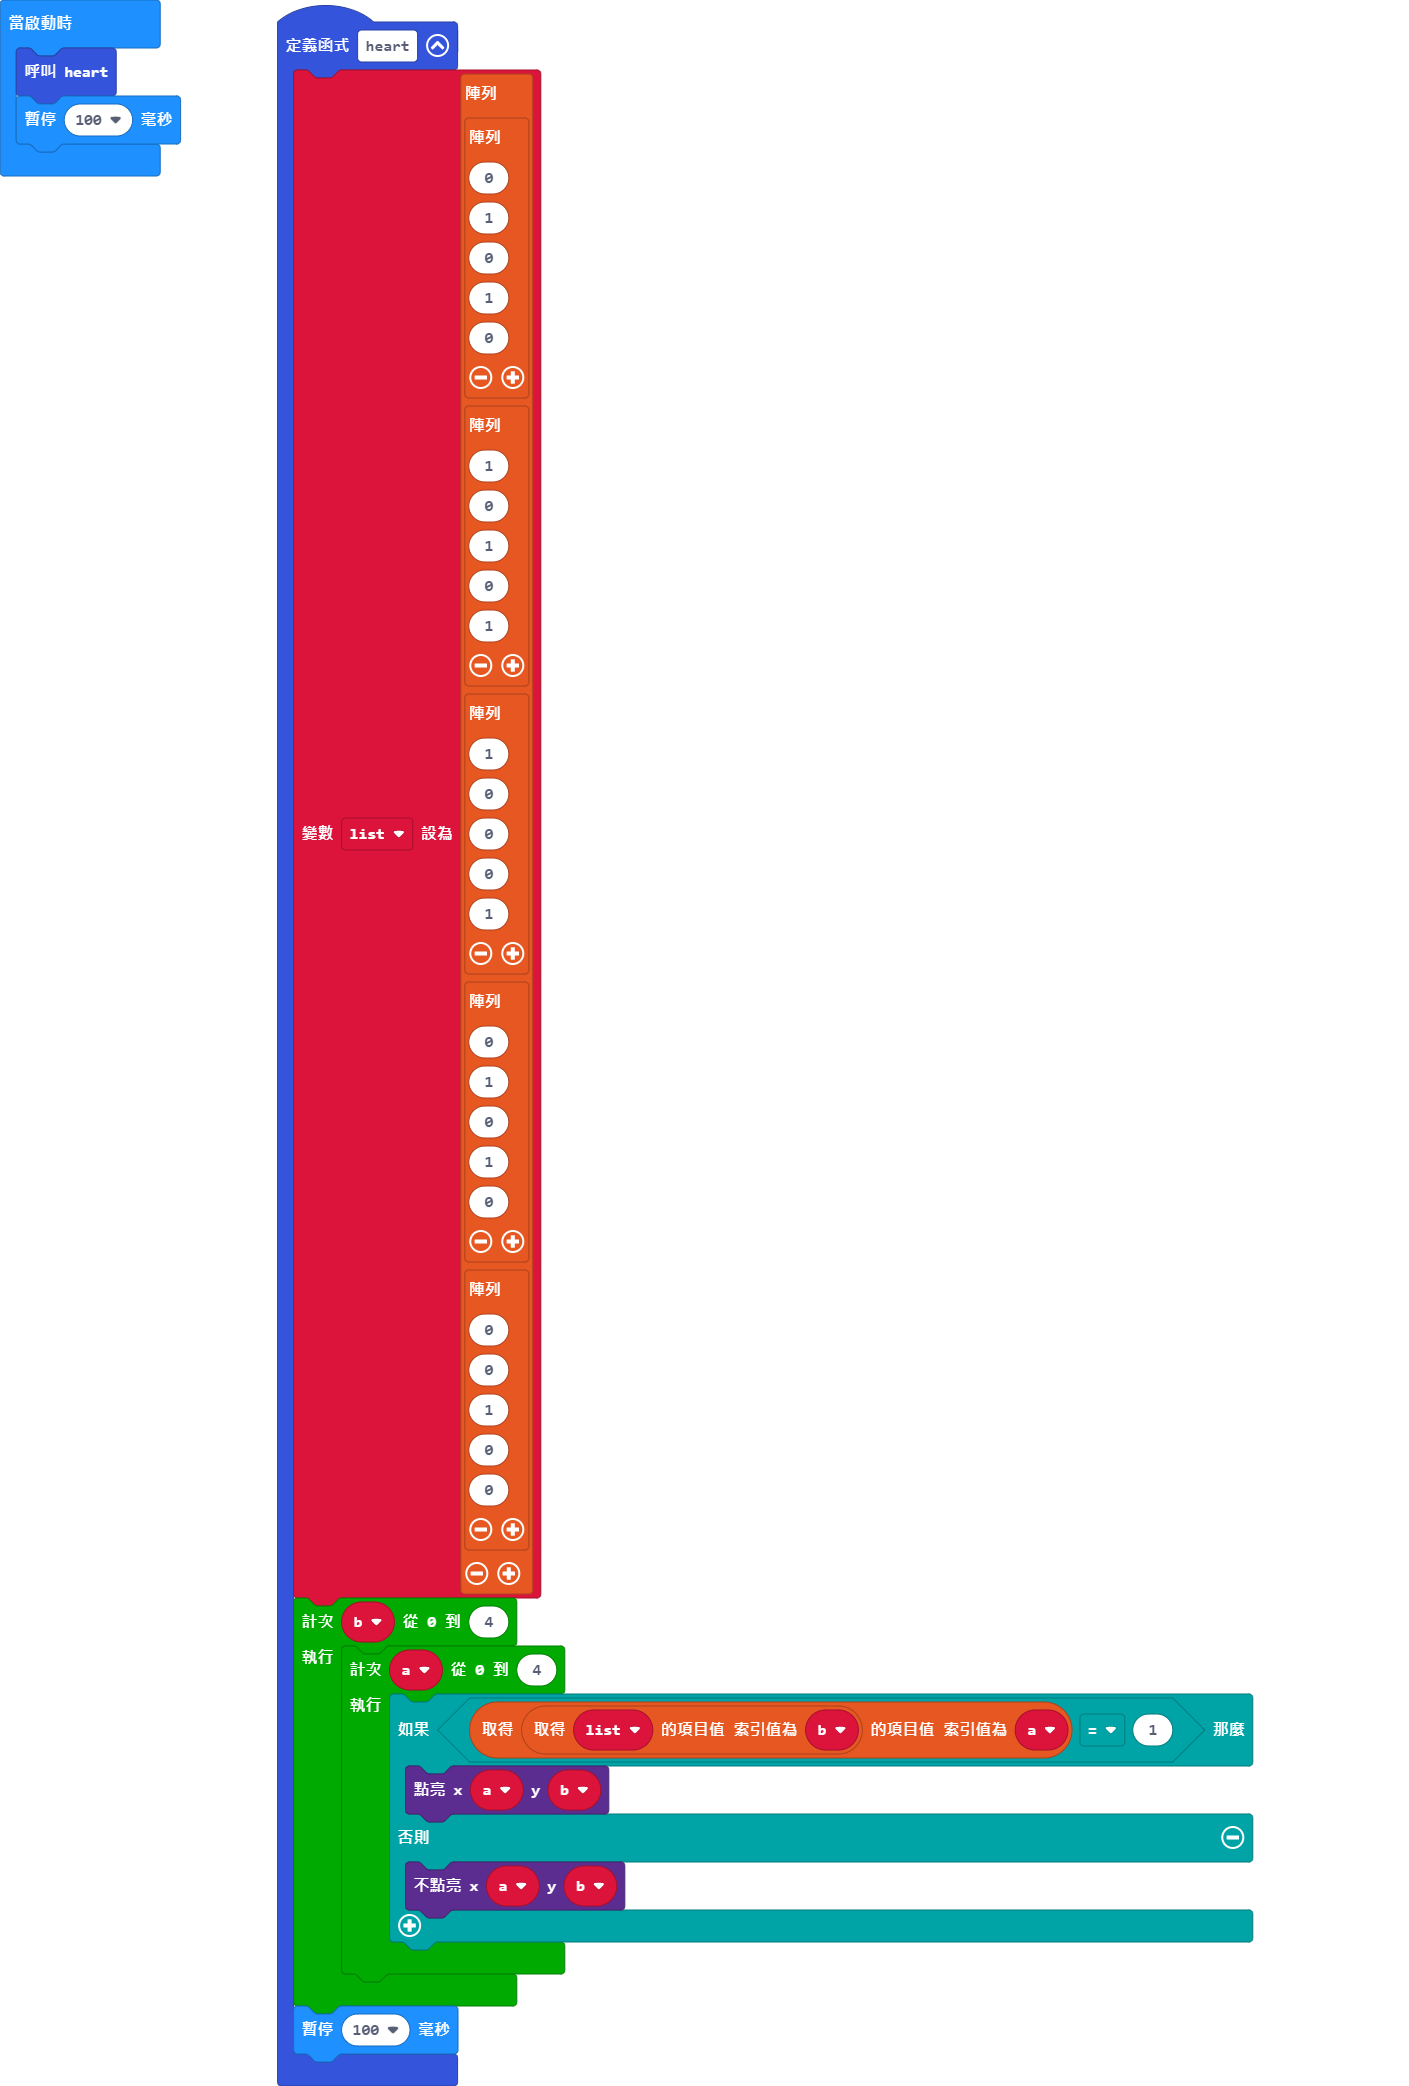 當啟動時
呼叫 heart
暫停 100 毫秒
定義函式 heart
變數 list 設為
陣列
陣列
0
1
0
1
0
陣列
1
0
1
0
1
陣列
1
0
0
0
1
陣列
0
1
0
1
0
陣列
0
0
1
0
0
計次 b 從 0 到 4
執行
計次 a 從 0 到 4
執行
如果 取得 取得 list 的項目值 索引值為 b 的項目值 索引值為 a = 1 那麼
點亮 x a y b
否則
不點亮 x a y b
暫停 100 毫秒